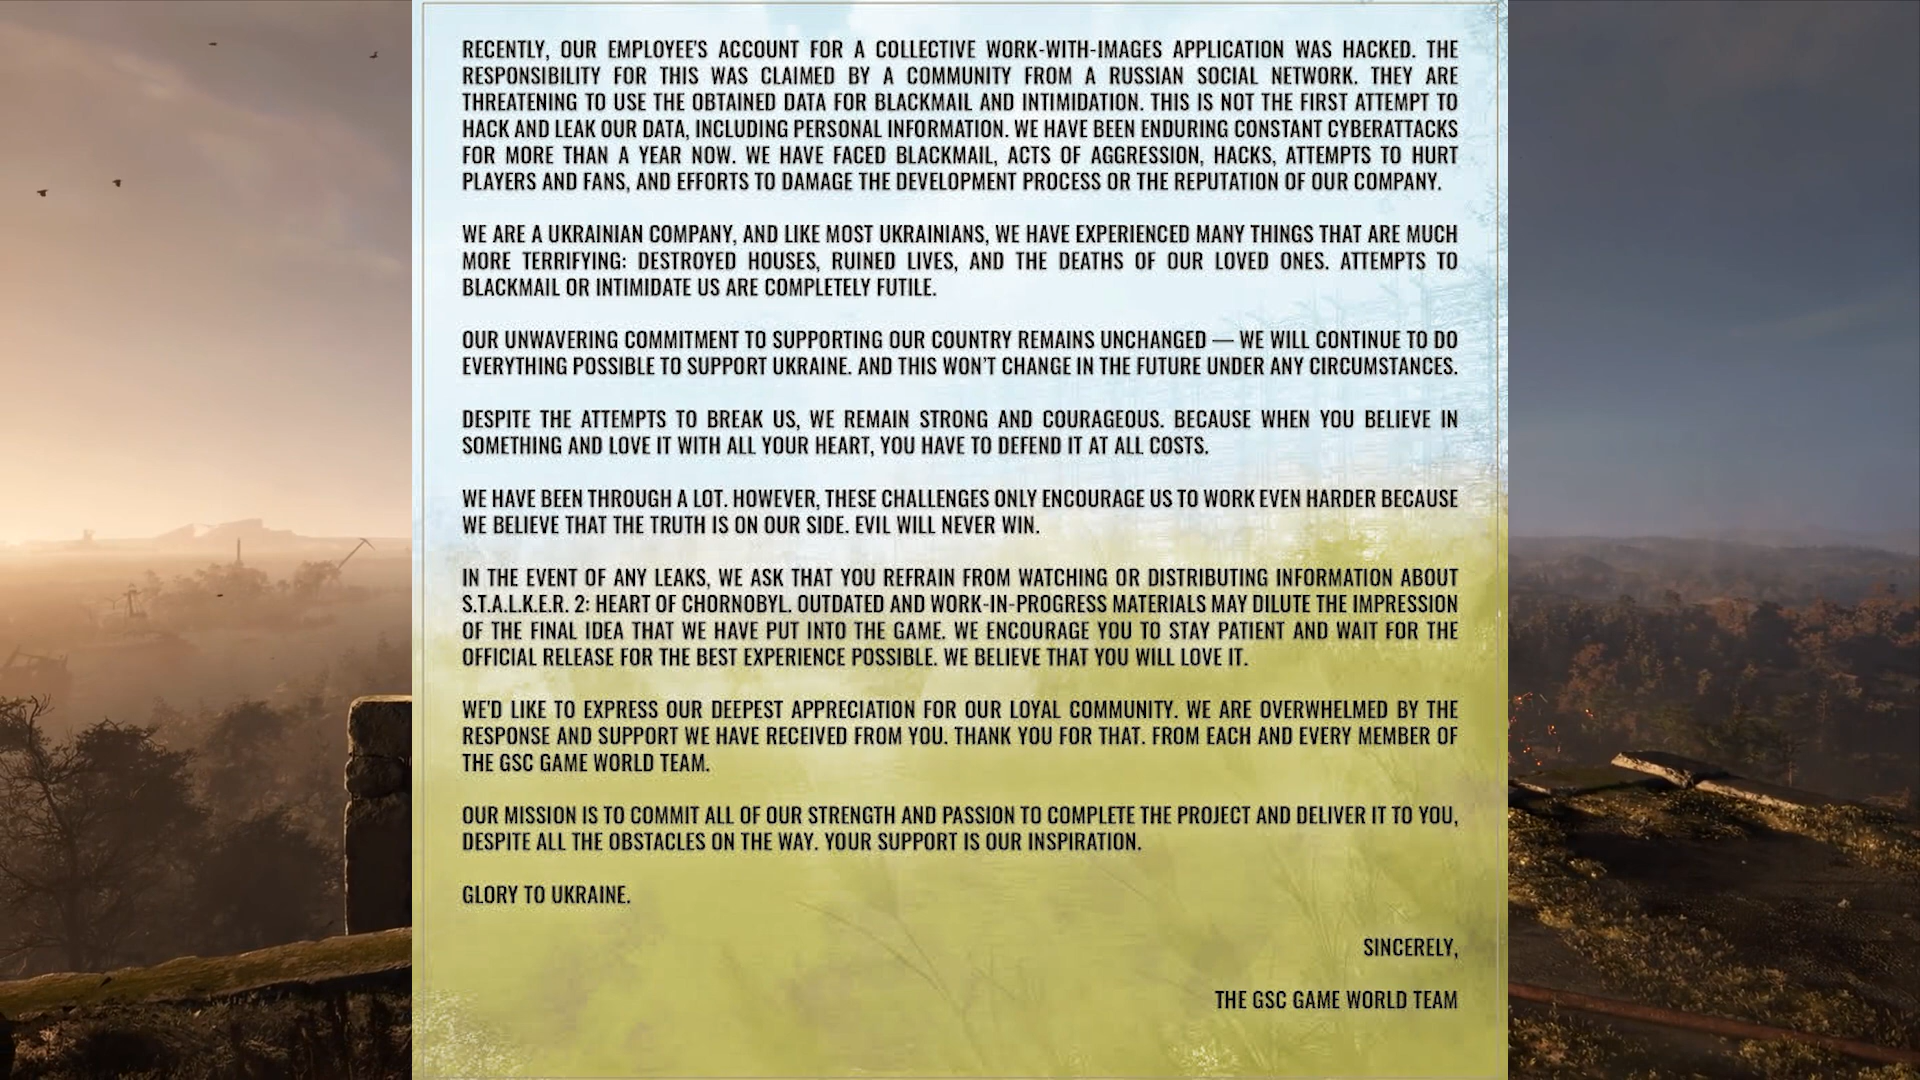 RECENTLY, OUR EMPLOYEE'S ACCOUNT FOR A COLLECTIVE WORK-WITH-IMAGES APPLICATION WAS HACKED. THE
RESPONSIBILITY FOR THIS WAS CLAIMED BY A COMMUNITY FROM A RUSSIAN SOCIAL NETWORK. THEY ARE
THREATENING TO USE THE OBTAINED DATA FOR BLACKMAIL AND INTIMIDATION. THIS IS NOT THE FIRST ATTEMPT TO
HACK AND LEAK OUR DATA, INCLUDING PERSONAL INFORMATION. WE HAVE BEEN ENDURING CONSTANT CYBERATTACKS
FOR MORE THAN A YEAR NOW. WE HAVE FACED BLACKMAIL, ACTS OF AGGRESSION, HACKS, ATTEMPTS TO HURT
PLAYERS AND FANS, AND EFFORTS TO DAMAGE THE DEVELOPMENT PROCESS OR THE REPUTATION OF OUR COMPANY.
WE ARE A UKRAINIAN COMPANY, AND LIKE MOST UKRAINIANS, WE HAVE EXPERIENCED MANY THINGS THAT ARE MUCH
MORE TERRIFYING: DESTROYED HOUSES, RUINED LIVES, AND THE DEATHS OF OUR LOVED ONES. ATTEMPTS TO
BLACKMAIL OR INTIMIDATE US ARE COMPLETELY FUTILE.
OUR UNWAVERING COMMITMENT TO SUPPORTING OUR COUNTRY REMAINS UNCHANGED — WE WILL CONTINUE TO DO
EVERYTHING POSSIBLE TO SUPPORT UKRAINE. AND THIS WON'T CHANGE IN THE FUTURE UNDER ANY CIRCUMSTANCES.
DESPITE THE ATTEMPTS TO BREAK US, WE REMAIN STRONG AND COURAGEOUS. BECAUSE WHEN YOU BELIEVE IN
SOMETHING AND LOVE IT WITH ALL YOUR HEART, YOU HAVE TO DEFEND IT AT ALL COSTS.
WE HAVE BEEN THROUGH A LOT. HOWEVER, THESE CHALLENGES ONLY ENCOURAGE US TO WORK EVEN HARDER BECAUSE
WE BELIEVE THAT THE TRUTH IS ON OUR SIDE. EVIL WILL NEVER WIN.
IN THE EVENT OF ANY LEAKS, WE ASK THAT YOU REFRAIN FROM WATCHING OR DISTRIBUTING INFORMATION ABOUT
S.T.A.L.K.E.R. 2: HEART OF CHORNOBYL. OUTDATED AND WORK-IN-PROGRESS MATERIALS MAY DILUTE THE IMPRESSION
OF THE FINAL IDEA THAT WE HAVE PUT INTO THE GAME. WE ENCOURAGE YOU TO STAY PATIENT AND WAIT FOR THE
OFFICIAL RELEASE FOR THE BEST EXPERIENCE POSSIBLE. WE BELIEVE THAT YOU WILL LOVE IT.
WE'D LIKE TO EXPRESS OUR DEEPEST APPRECIATION FOR OUR LOYAL COMMUNITY. WE ARE OVERWHELMED BY THE
RESPONSE AND SUPPORT WE HAVE RECEIVED FROM YOU. THANK YOU FOR THAT. FROM EACH AND EVERY MEMBER OF
THE GSC GAME WORLD TEAM.
OUR MISSION IS TO COMMIT ALL OF OUR STRENGTH AND PASSION TO COMPLETE THE PROJECT AND DELIVER IT TO YOU,
DESPITE ALL THE OBSTACLES ON THE WAY. YOUR SUPPORT IS OUR INSPIRATION.
GLORY TO UKRAINE.
SINCERELY,
THE GSC GAME WORLD TEAM